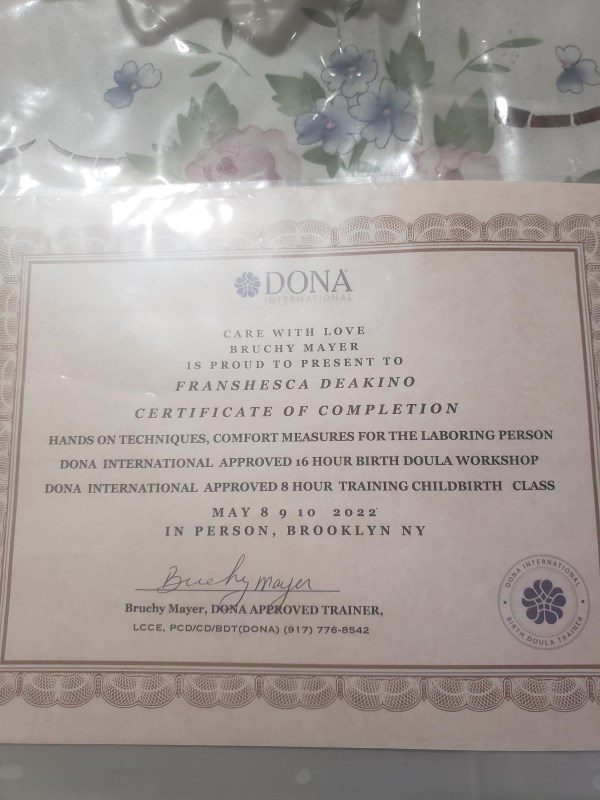 DONA
INTERNATIONAL
CARE WITH LOVE
BRUCHY MAYER
IS PROUD TO PRESENT TO
FRANSHESCA DEAKINO
CERTIFICATE OF COMPLETION
HANDS ON TECHNIQUES, COMFORT MEASURES FOR THE LABORING PERSON
DONA INTERNATIONAL APPROVED 16 HOUR BIRTH DOULA WORKSHOP
DONA INTERNATIONAL APPROVED 8 HOUR TRAINING CHILDBIRTH CLASS
MAY 8 9 10 2022
IN PERSON, BROOKLYN NY
Bruchy Mayer
Bruchy Mayer, DONA APPROVED TRAINER,
LCCE, PCD/CD/BDT(DONA) (917) 776-8542
DONA INTERNATIONAL
BIRTH DOULA TRAINER